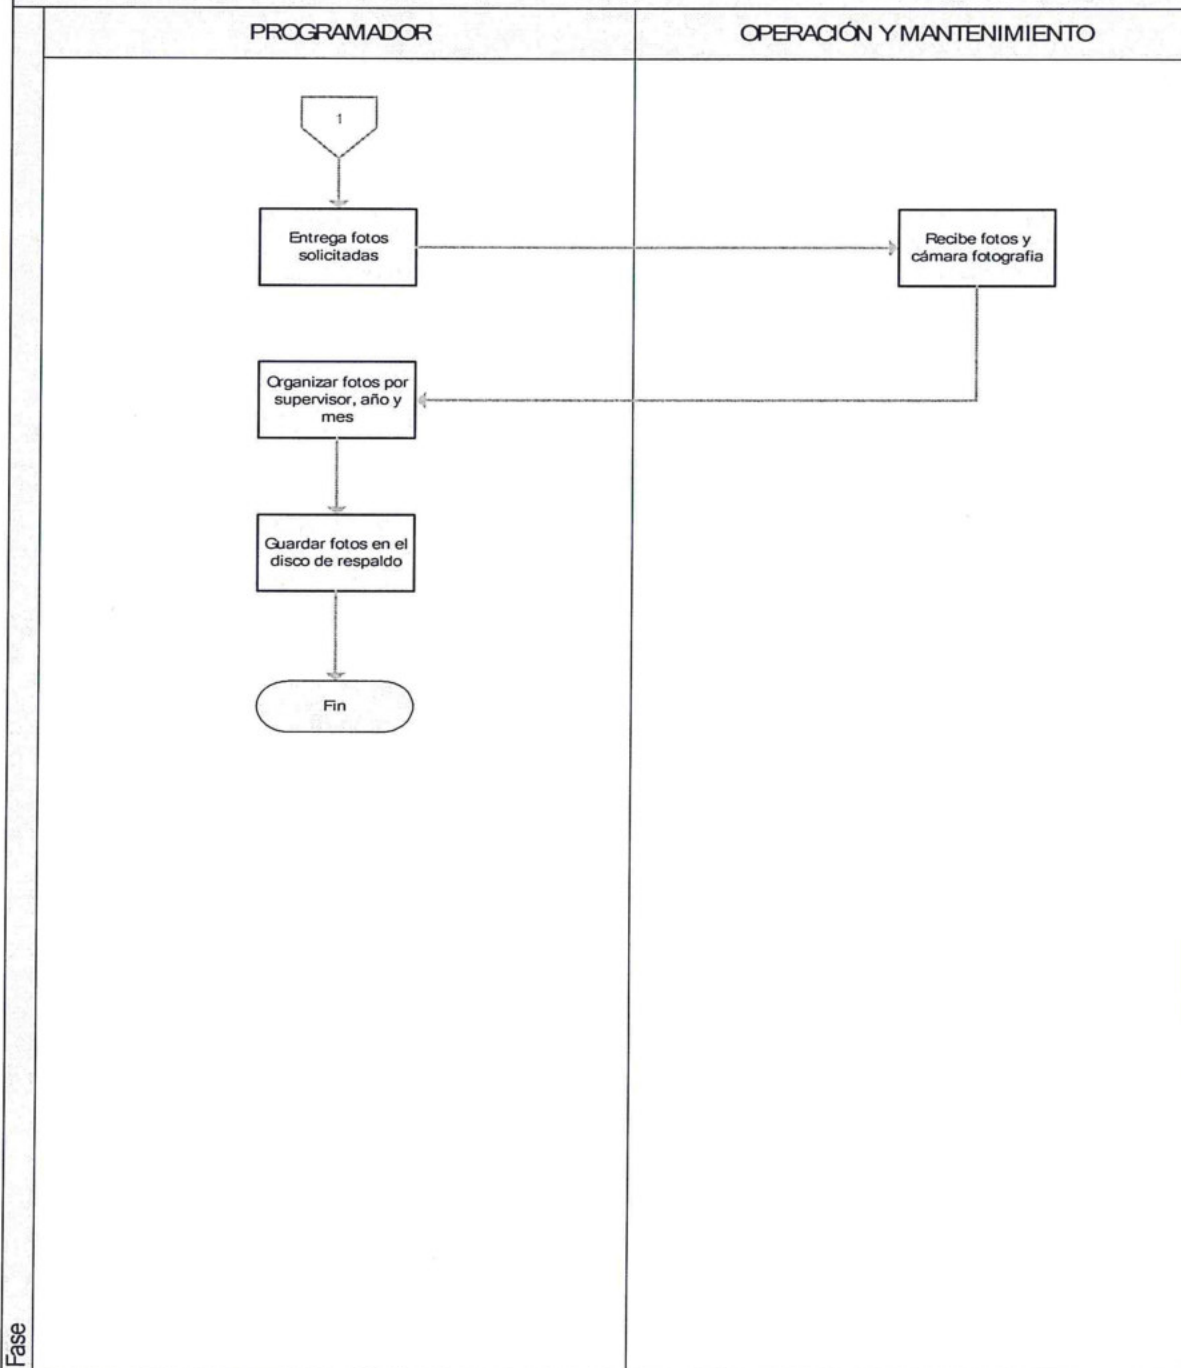 PROGRAMADOR
OPERACIÓN Y MANTENIMIENTO
1
Entrega fotos
solicitadas
Recibe fotos y
cámara fotografia
Organizar fotos por
supervisor, año y
mes
Guardar fotos en el
disco de respaldo
Fin
Fase